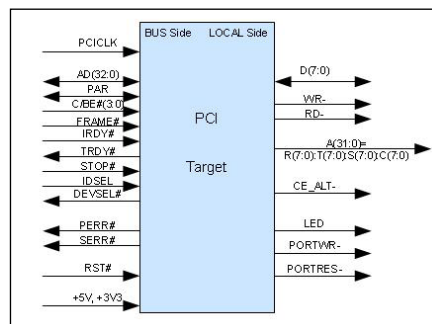 BUS Side LOCAL Side
PCICLK
AD(32:0)
PAR
C/BE#(3:0)
FRAME#
IRDY#
TRDY#
STOP#
IDSEL
DEVSEL#
PERR#
SERR#
RST#
+5V, +3V3
PCI
Target
D(7:0)
WR-
RD-
A(31:0)=
R(7:0):T(7:0):S(7:0):C(7:0)
CE_ALT-
LED
PORTWR-
PORTRES-